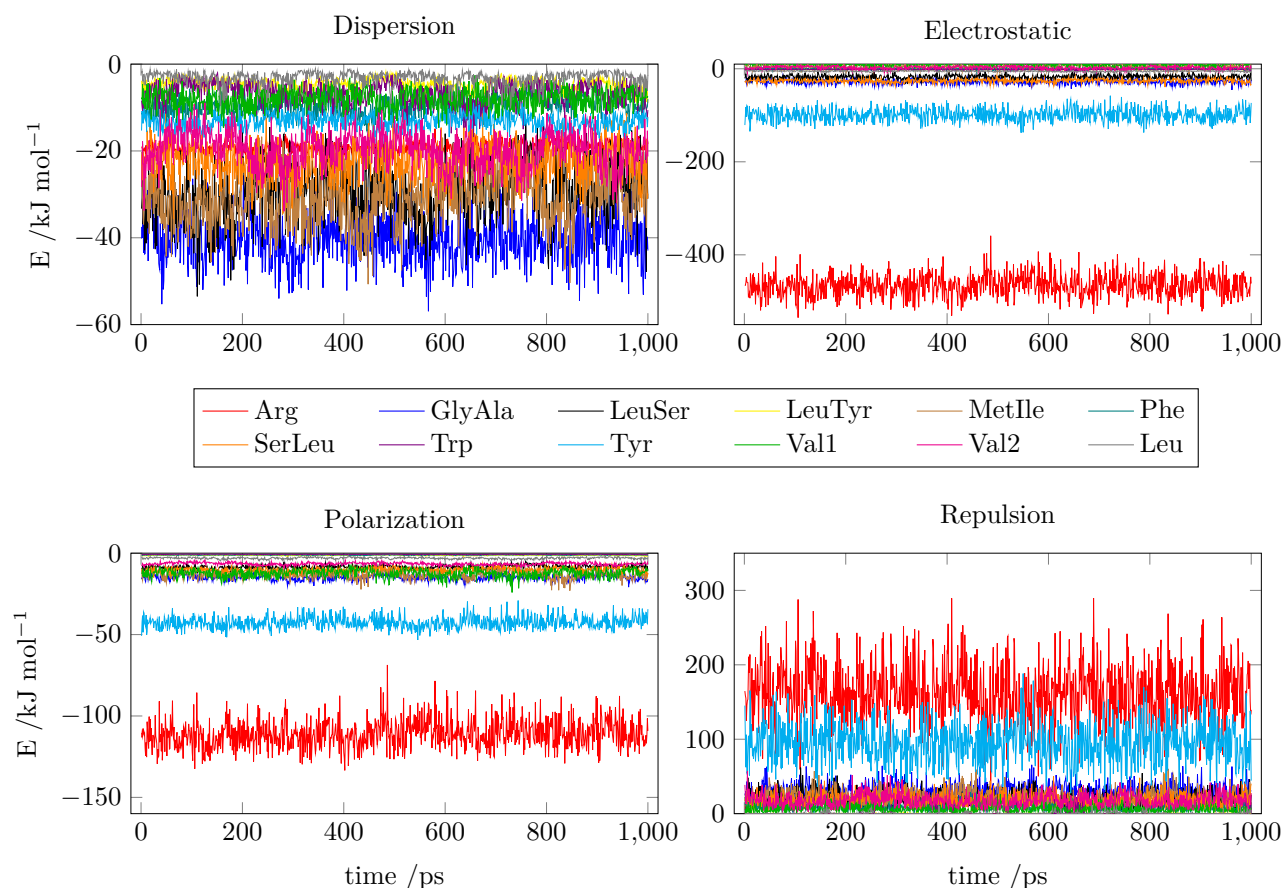 Dispersion
Electrostatic
0
−20
−40
−60
E /kJ mol⁻¹
0 200 400 600 800 1,000
0
−200
−400
0 200 400 600 800 1,000
Arg GlyAla LeuSer LeuTyr MetIle Phe
SerLeu Trp Tyr Val1 Val2 Leu
Polarization
Repulsion
0
−50
−100
−150
E /kJ mol⁻¹
0 200 400 600 800 1,000
time /ps
300
200
100
0
0 200 400 600 800 1,000
time /ps